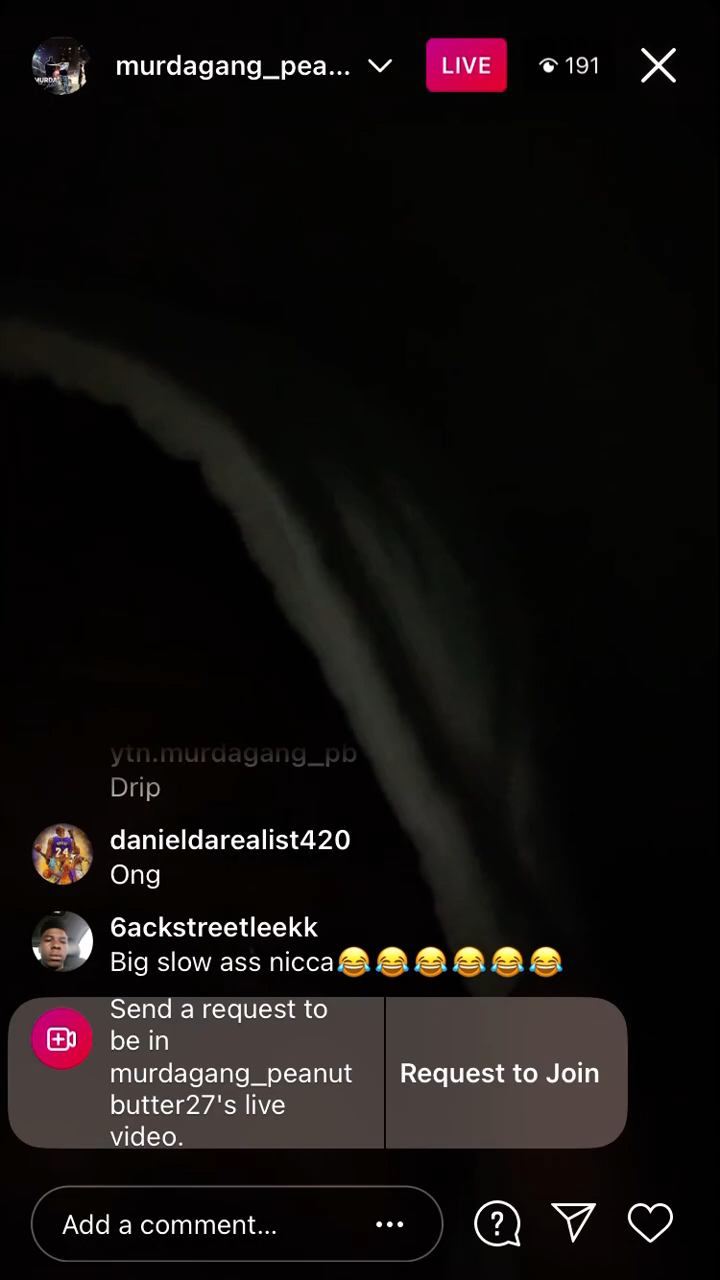 murdagang_pea...
LIVE
191
ytn.murdagang_pb
Drip
danieldarealist420
Ong
6ackstreetleekk
Big slow ass nicca😂😂😂😂😂😂
Send a request to
be in
murdagang_peanut
butter27's live
video.
Request to Join
Add a comment...